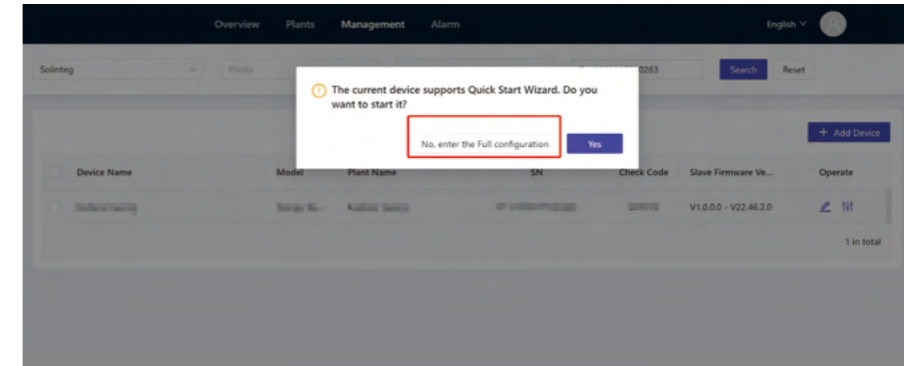 Overview Plants Management Alarm English
Solinteg Plants 0263 Search Reset
The current device supports Quick Start Wizard. Do you
want to start it?
No, enter the Full configuration Yes
+ Add Device
Device Name Model Plant Name SN Check Code Slave Firmware Ve... Operate
V1.0.0.0 - V22.46.2.0
1 in total